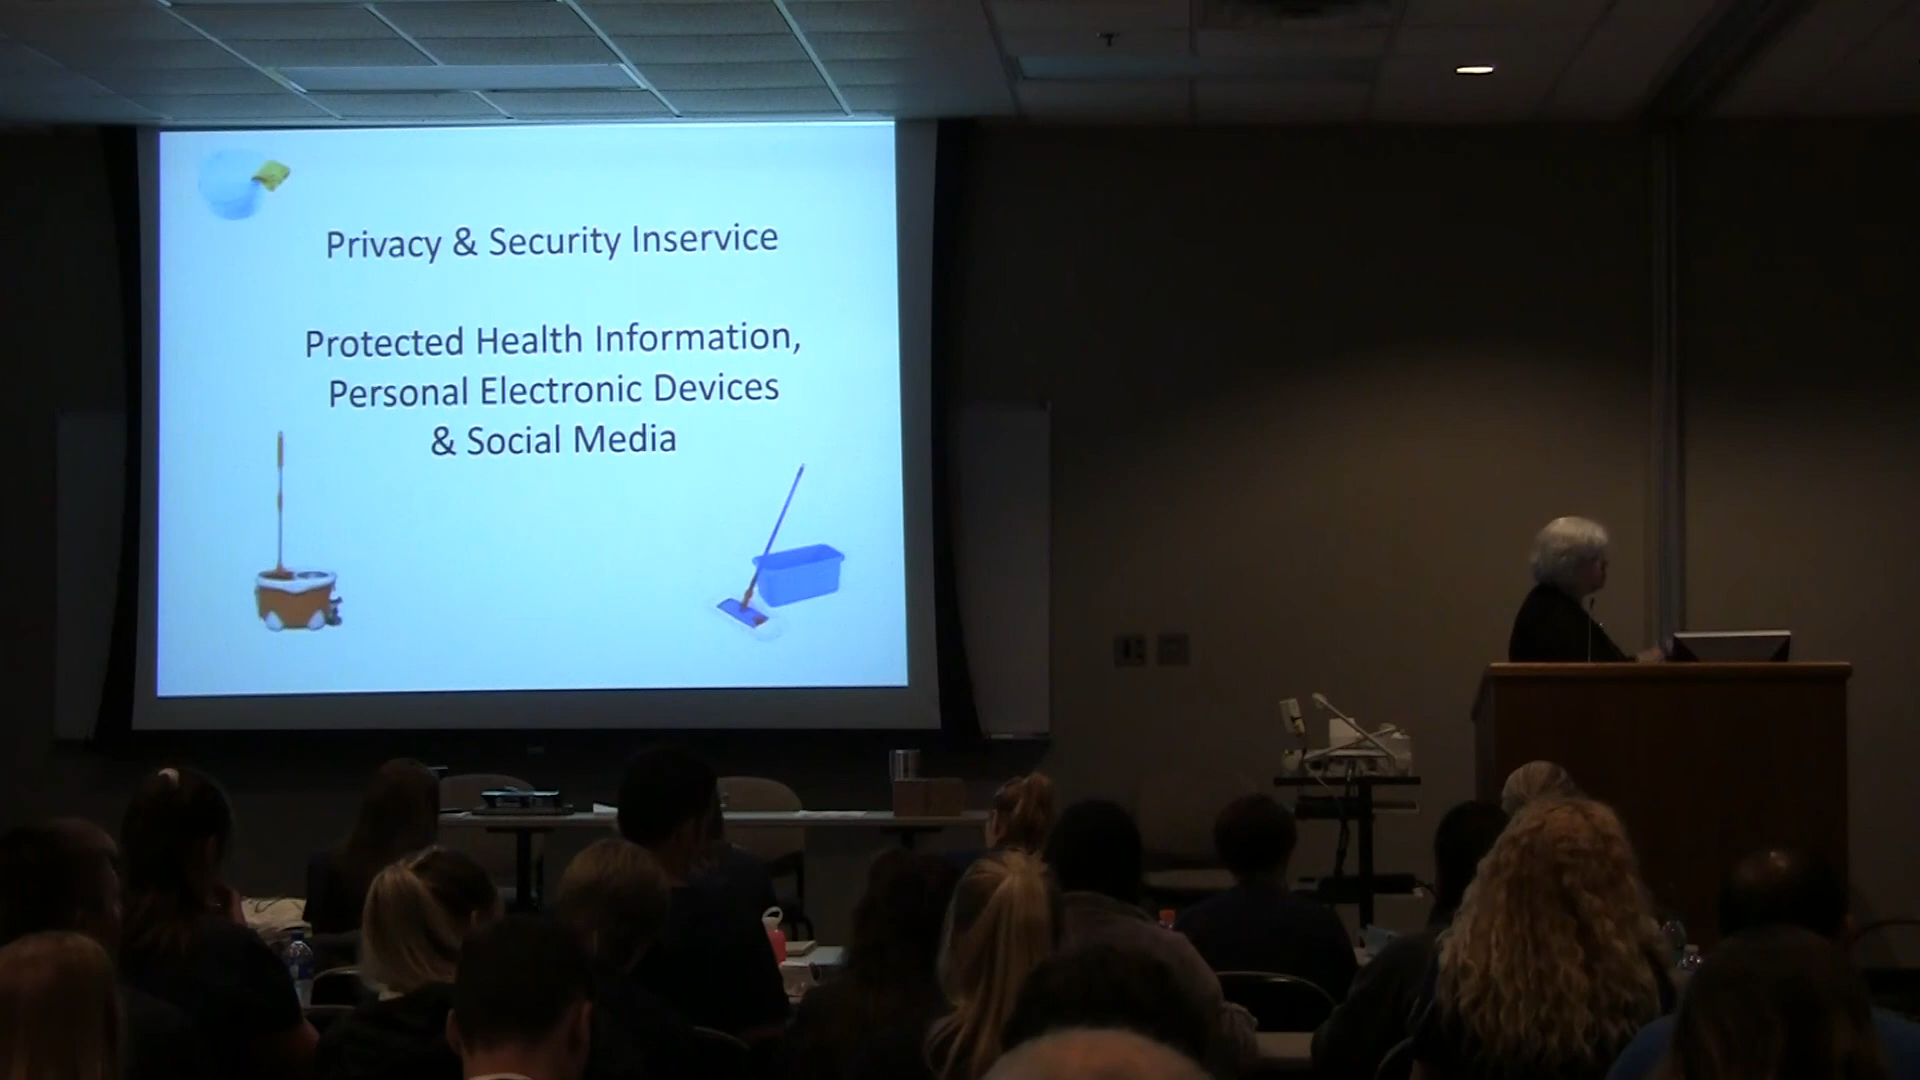 Privacy & Security Inservice
Protected Health Information,
Personal Electronic Devices
& Social Media